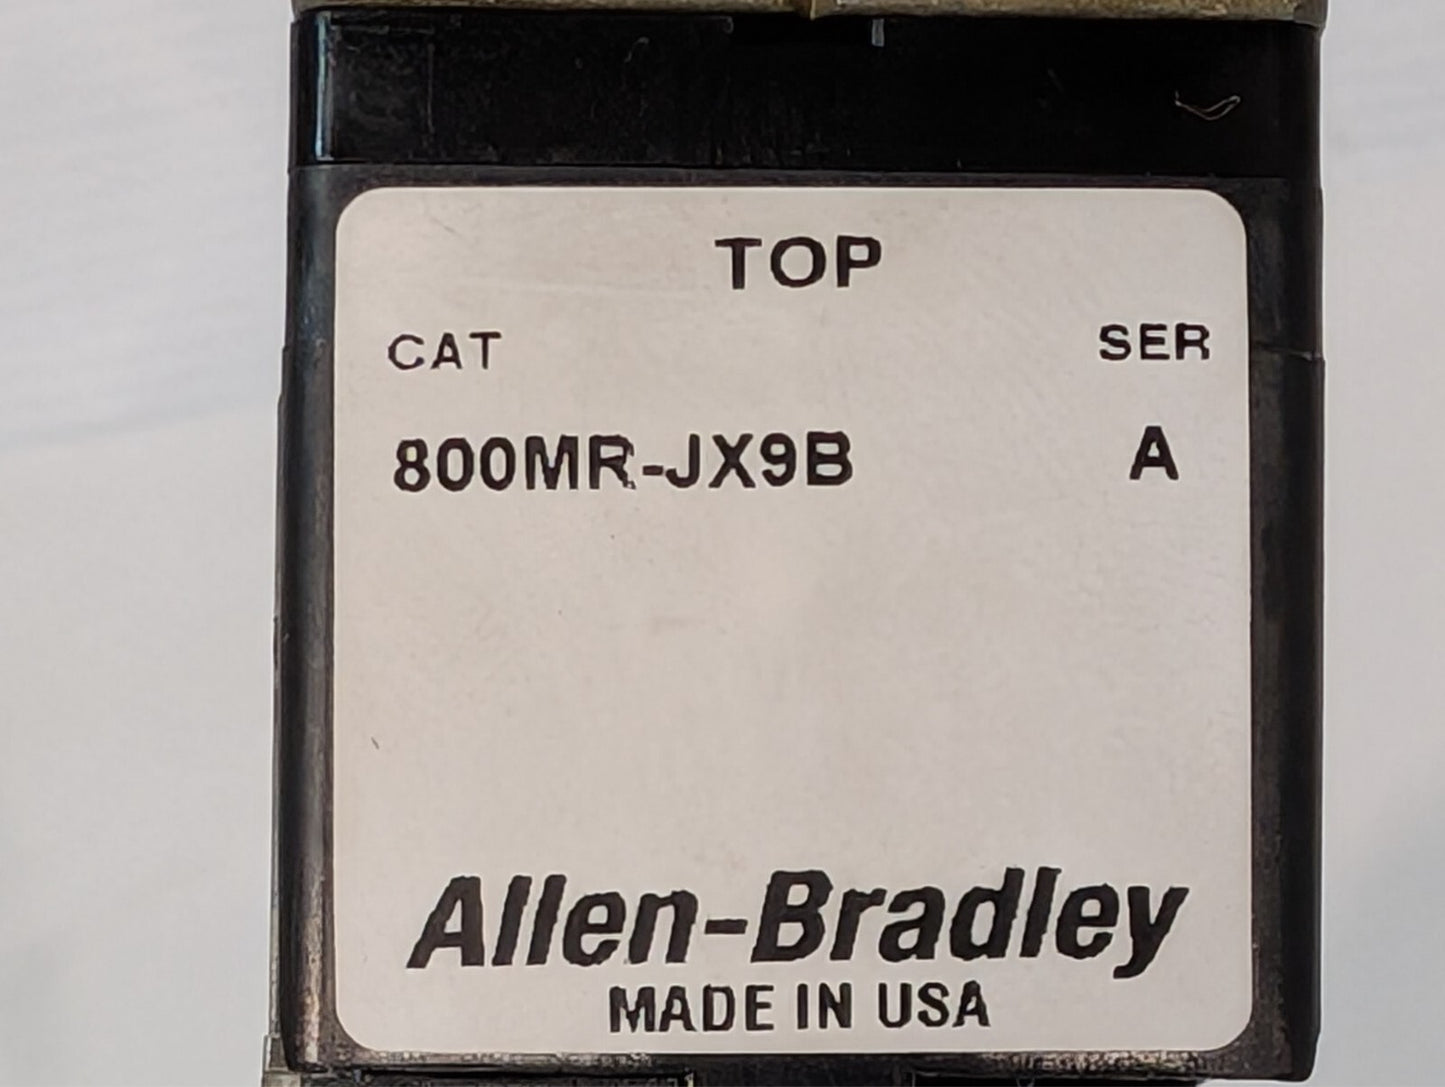 TOP
CAT SER
800MR-JX9B A
Allen-Bradley
MADE IN USA